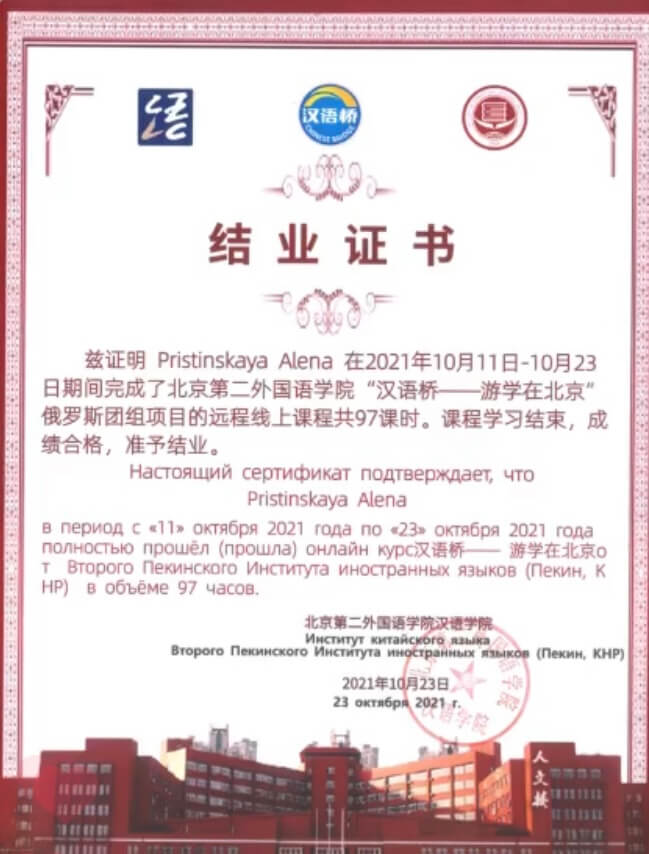 汉语桥
CHINESE BRIDGE
结业证书
兹证明 Pristinskaya Alena 在2021年10月11日-10月23
日期间完成了北京第二外国语学院“汉语桥——游学在北京”
俄罗斯团组项目的远程线上课程共97课时。课程学习结束，成
绩合格，准予结业。
Настоящий сертификат подтверждает, что
Pristinskaya Alena
в период с «11» октября 2021 года по «23» октября 2021 года
полностью прошёл (прошла) онлайн курс汉语桥—— 游学在北京о
т Второго Пекинского Института иностранных языков (Пекин, К
НР) в объёме 97 часов.
北京第二外国语学院汉语学院
Институт китайского языка
Второго Пекинского Института иностранных языков (Пекин, КНР)
2021年10月23日
23 октября 2021 г.
汉语学院
人文楼